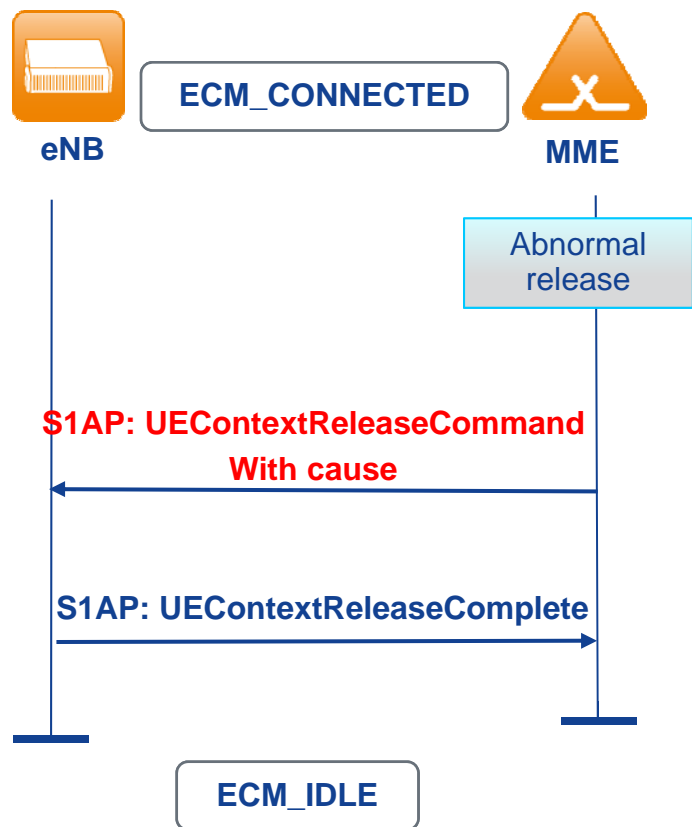 ECM_CONNECTED
eNB
MME
Abnormal
release
S1AP: UEContextReleaseCommand
With cause
S1AP: UEContextReleaseComplete
ECM_IDLE